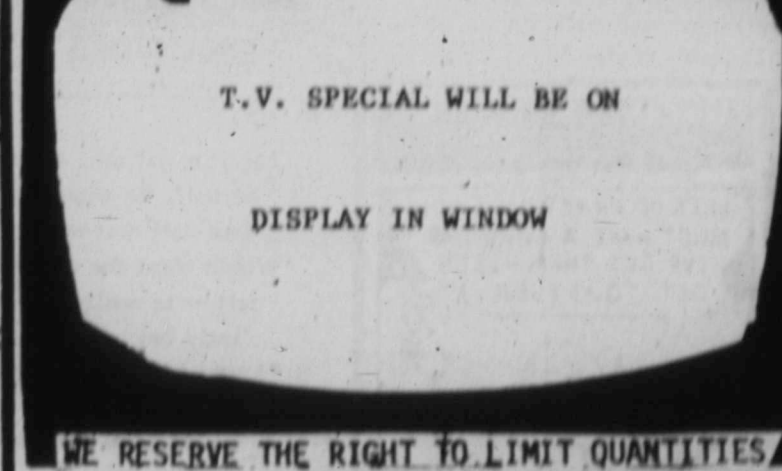 T.V. SPECIAL WILL BE ON
DISPLAY IN WINDOW
WE RESERVE THE RIGHT TO LIMIT QUANTITIES